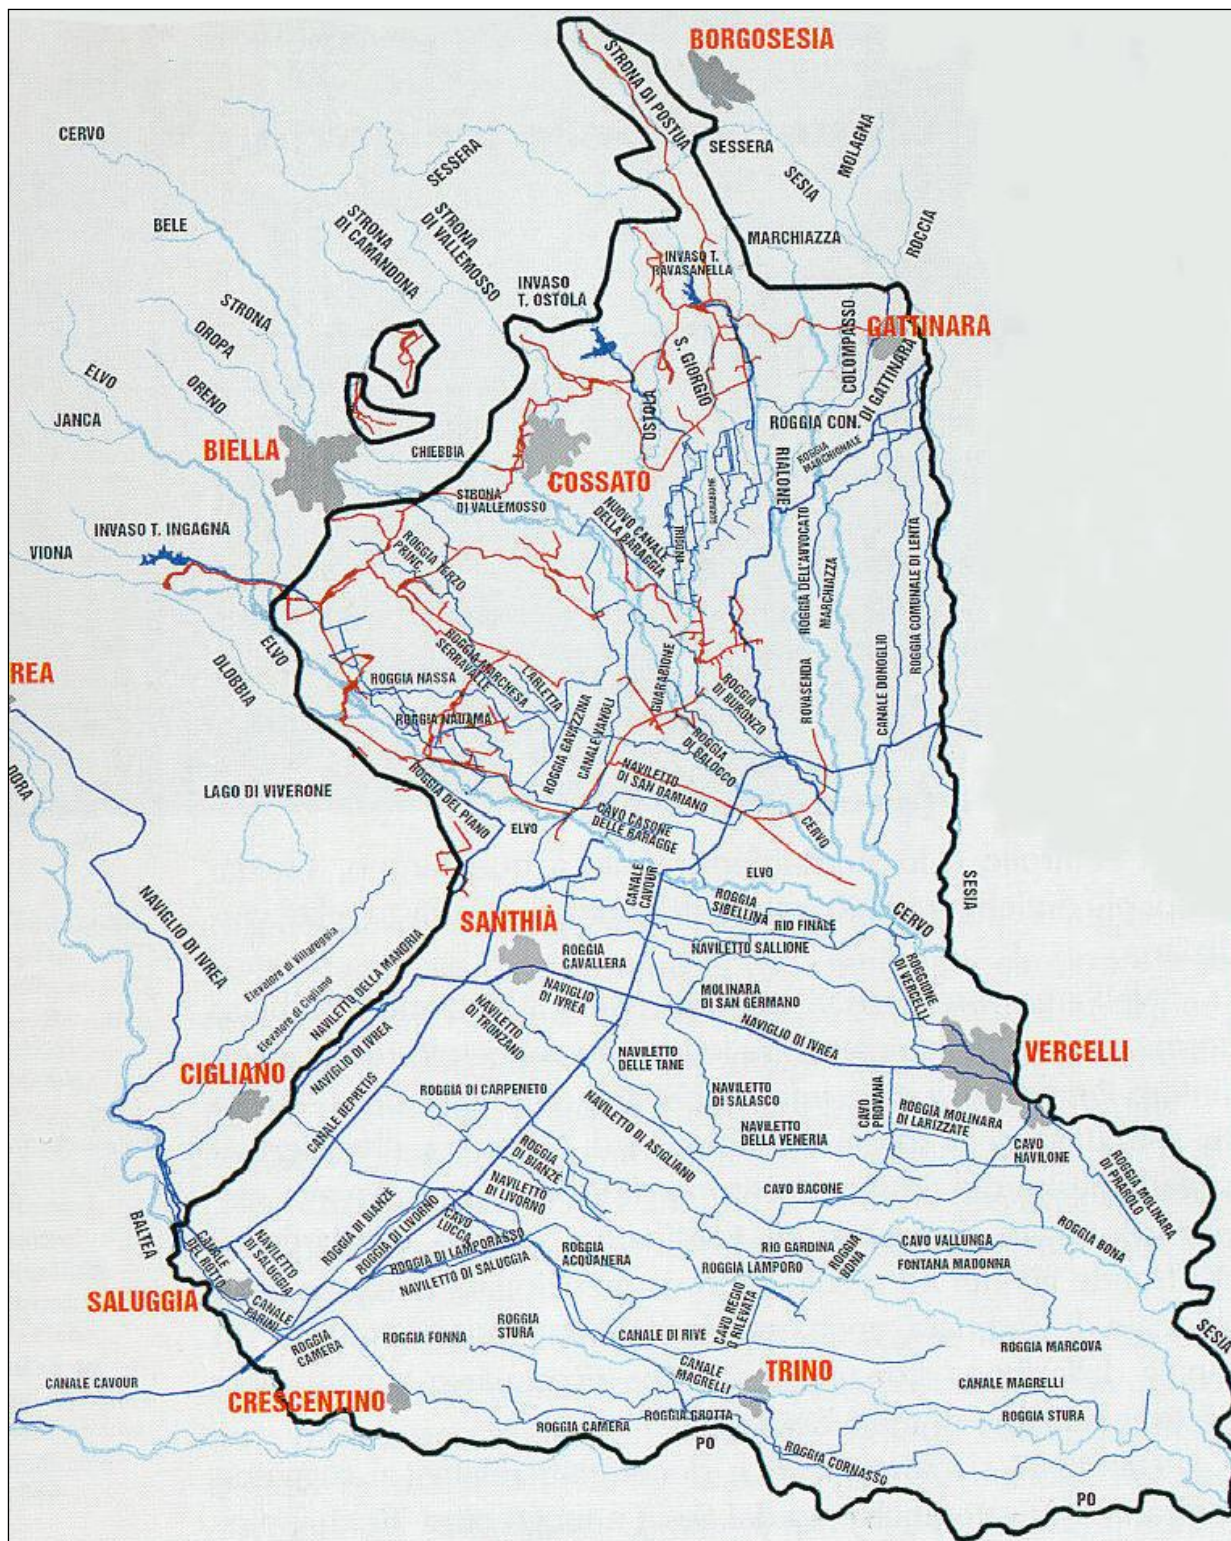 BORGOSESIA
STRONA DI POSTUA
CERVO
SESSERA
SESSERA
SESIA
MOLAGNA
ROCCIA
BELE
STRONA
DI CAMANDONA
STRONA
DI VALLEMOSSO
MARCHIAZZA
INVASO T.
RAVASANELLA
INVASO
T. OSTOLA
STRONA
OROPA
ORENO
ELVO
JANCA
COLOMPASSO
GATTINARA
S. GIORGIO
OSTOLA
ROGGIA CON.
DI GATTINARA
ROGGIA
MARCHIONALE
BIELLA
CHIEBBIA
COSSATO
STRONA
DI VALLEMOSSO
RIALONE
GUARABIONE
NUOVO CANALE
DELLA BARAGGIA
INVASO T. INGAGNA
VIONA
ROGGIA TERZO
PRINC.
ROGGIA DELL'AVVOCATO
MARCHIAZZA
ROGGIA COMUNALE DI LENTA
ELVO
OLOBBIA
ROGGIA MARCHESA
SERRAVALLE
L'ARLETTA
ROGGIA NASSA
ROGGIA NADAMA
GUARABIONE
ROGGIA
DI BURONZO
ROVASENDA
CANALE DONOGLIO
REA
DORA
ROGGIA GAVAZZINA
CANALE VANOLI
ROGGIA
DI BALOCCO
NAVILETTO
DI SAN DAMIANO
LAGO DI VIVERONE
ROGGIA DEL PIANO
ELVO
CAVO CASONE
DELLE BARAGGE
CERVO
CANALE
CAVOUR
ELVO
SESIA
ROGGIA
SIBELLINA
RIO FINALE
CERVO
NAVIGLIO DI IVREA
SANTHIÀ
ROGGIA
CAVALLERA
NAVILETTO SALLIONE
Elevatore di Villareggia
Elevatore di Cigliano
NAVILETTO DELLA MANDRIA
NAVIGLIO
DI IVREA
MOLINARA
DI SAN GERMANO
ROGGIONE
DI VERCELLI
NAVILETTO
DI TRONZANO
NAVIGLIO DI IVREA
VERCELLI
NAVIGLIO DI IVREA
CIGLIANO
NAVILETTO
DELLE TANE
CANALE DEPRETIS
ROGGIA DI CARPENETO
NAVILETTO
DI SALASCO
CAVO
PROVANA
ROGGIA MOLINARA
DI LARIZZATE
NAVILETTO DI ASIGLIANO
NAVILETTO
DELLA VENERIA
CAVO
NAVILONE
ROGGIA MOLINARA
DI PRAROLO
ROGGIA
DI BIANZÈ
NAVILETTO
DI LIVORNO
CAVO BACONE
BALTEA
ROGGIA DI BIANZÈ
ROGGIA DI LIVORNO
CAVO
LUCCA
ROGGIA BONA
CANALE
DEL ROTTO
NAVILETTO
DI SALUGGIA
ROGGIA DI LAMPORASSO
NAVILETTO DI SALUGGIA
ROGGIA
ACQUANERA
RIO GARDINA
ROGGIA
BONA
CAVO VALLUNGA
ROGGIA LAMPORO
FONTANA MADONNA
SALUGGIA
CANALE
FARINI
ROGGIA
CAMERA
ROGGIA FONNA
ROGGIA
STURA
CANALE DI RIVE
CAVO REGIO
O RILEVATA
SESIA
ROGGIA MARCOVA
CANALE CAVOUR
CANALE
MAGRELLI
TRINO
CANALE MAGRELLI
CRESCENTINO
ROGGIA CAMERA
ROGGIA GROTTA
ROGGIA STURA
PO
ROGGIA CORNASSO
PO